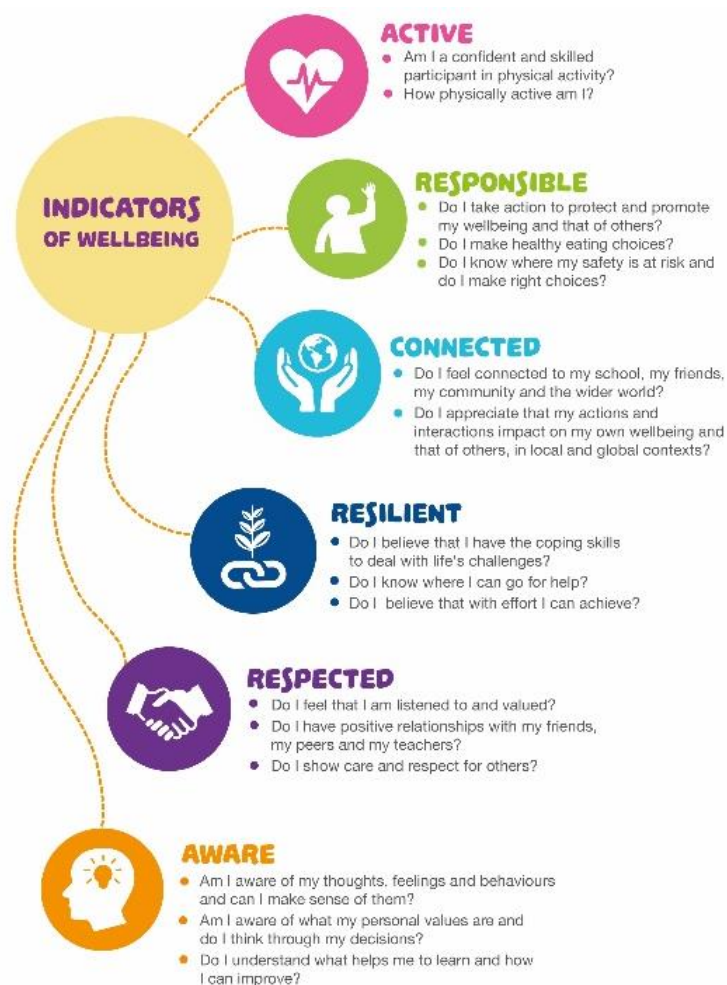 INDICATORS
OF WELLBEING
ACTIVE
• Am I a confident and skilled
participant in physical activity?
• How physically active am I?
RESPONSIBLE
• Do I take action to protect and promote
my wellbeing and that of others?
• Do I make healthy eating choices?
• Do I know where my safety is at risk and
do I make right choices?
CONNECTED
• Do I feel connected to my school, my friends,
my community and the wider world?
• Do I appreciate that my actions and
interactions impact on my own wellbeing and
that of others, in local and global contexts?
RESILIENT
• Do I believe that I have the coping skills
to deal with life's challenges?
• Do I know where I can go for help?
• Do I believe that with effort I can achieve?
RESPECTED
• Do I feel that I am listened to and valued?
• Do I have positive relationships with my friends,
my peers and my teachers?
• Do I show care and respect for others?
AWARE
• Am I aware of my thoughts, feelings and behaviours
and can I make sense of them?
• Am I aware of what my personal values are and
do I think through my decisions?
• Do I understand what helps me to learn and how
I can improve?